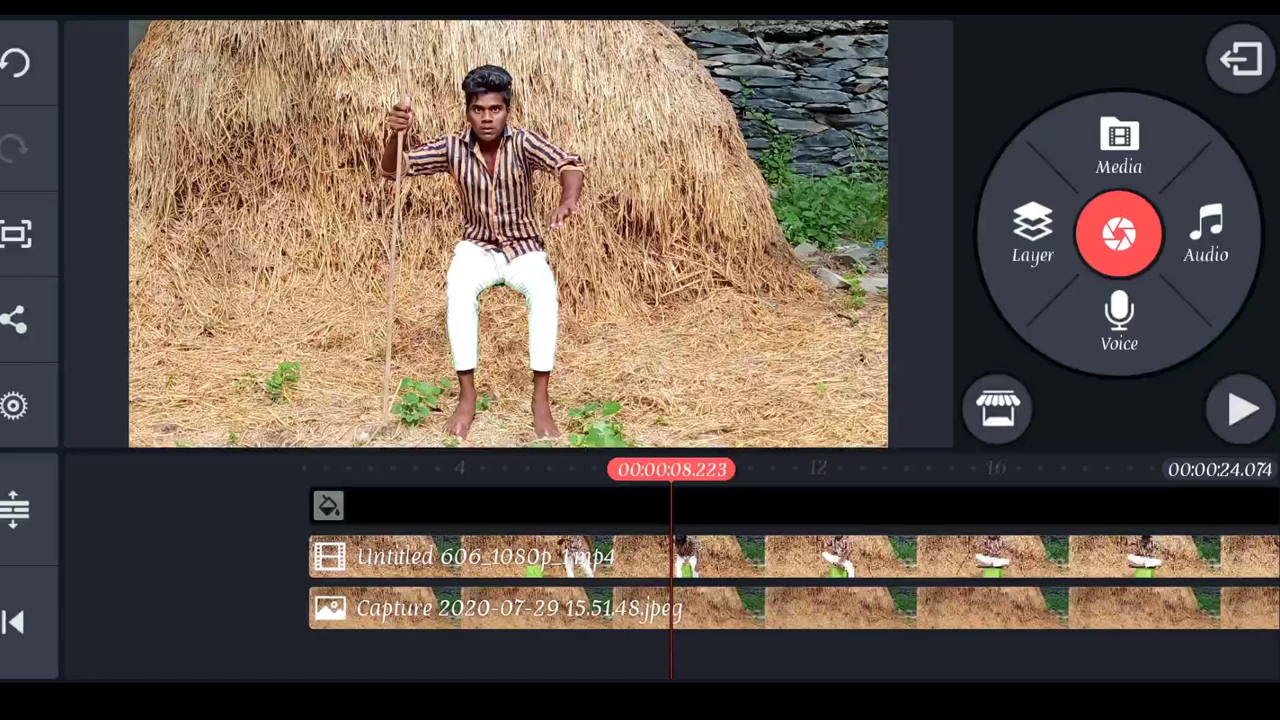 Media
Layer
Audio
Voice
4
00:00:08.223
12
16
00:00:24.074
Untitled 606_1080p_1.mp4
Capture 2020-07-29 15.51.48.jpeg